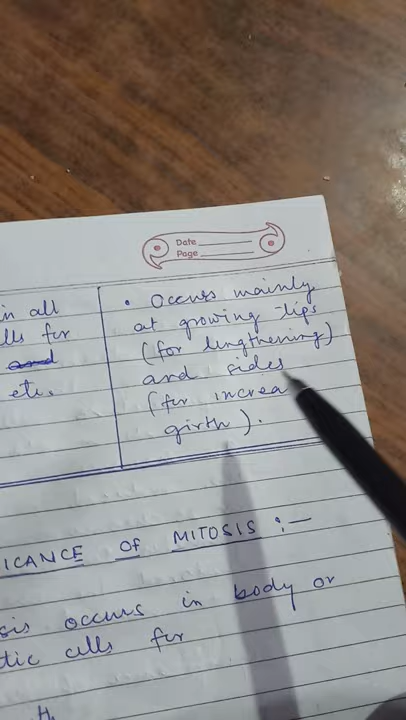 Date
Page
in all
lls for
and
etc.
• Occurs mainly
at growing tips
(for lengthening)
and sides
(for increa
girth).
ICANCE OF MITOSIS :-
sis occurs in body or
tic cells for